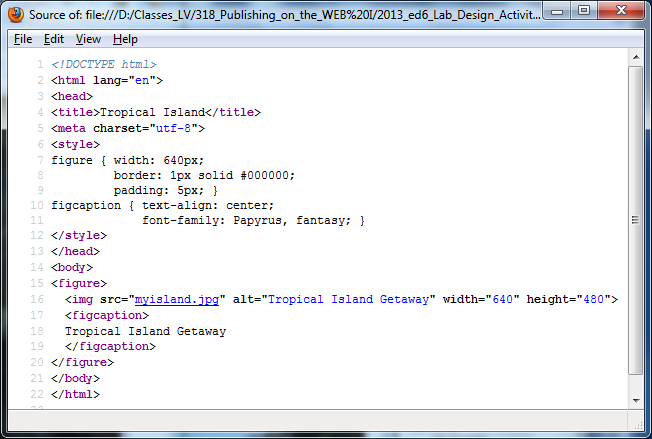 Source of: file:///D:/Classes_LV/318_Publishing_on_the_WEB%20I/2013_ed6_Lab_Design_Activit...
File Edit View Help
1 <!DOCTYPE html>
2 <html lang="en">
3 <head>
4 <title>Tropical Island</title>
5 <meta charset="utf-8">
6 <style>
7 figure { width: 640px;
8          border: 1px solid #000000;
9          padding: 5px; }
10 figcaption { text-align: center;
11              font-family: Papyrus, fantasy; }
12 </style>
13 </head>
14 <body>
15 <figure>
16   <img src="myisland.jpg" alt="Tropical Island Getaway" width="640" height="480">
17   <figcaption>
18   Tropical Island Getaway
19   </figcaption>
20 </figure>
21 </body>
22 </html>